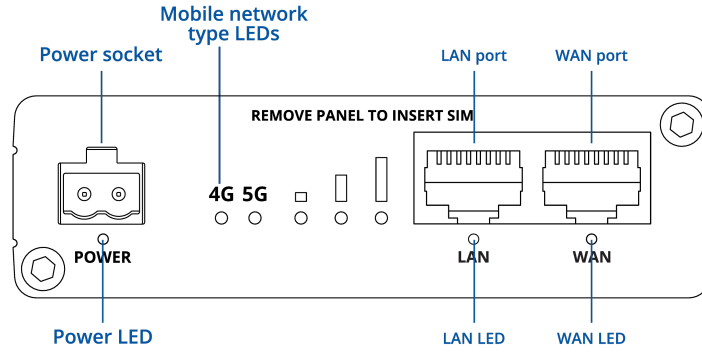 Mobile network
type LEDs
Power socket
LAN port
WAN port
REMOVE PANEL TO INSERT SIM
4G 5G
POWER
LAN
WAN
Power LED
LAN LED
WAN LED